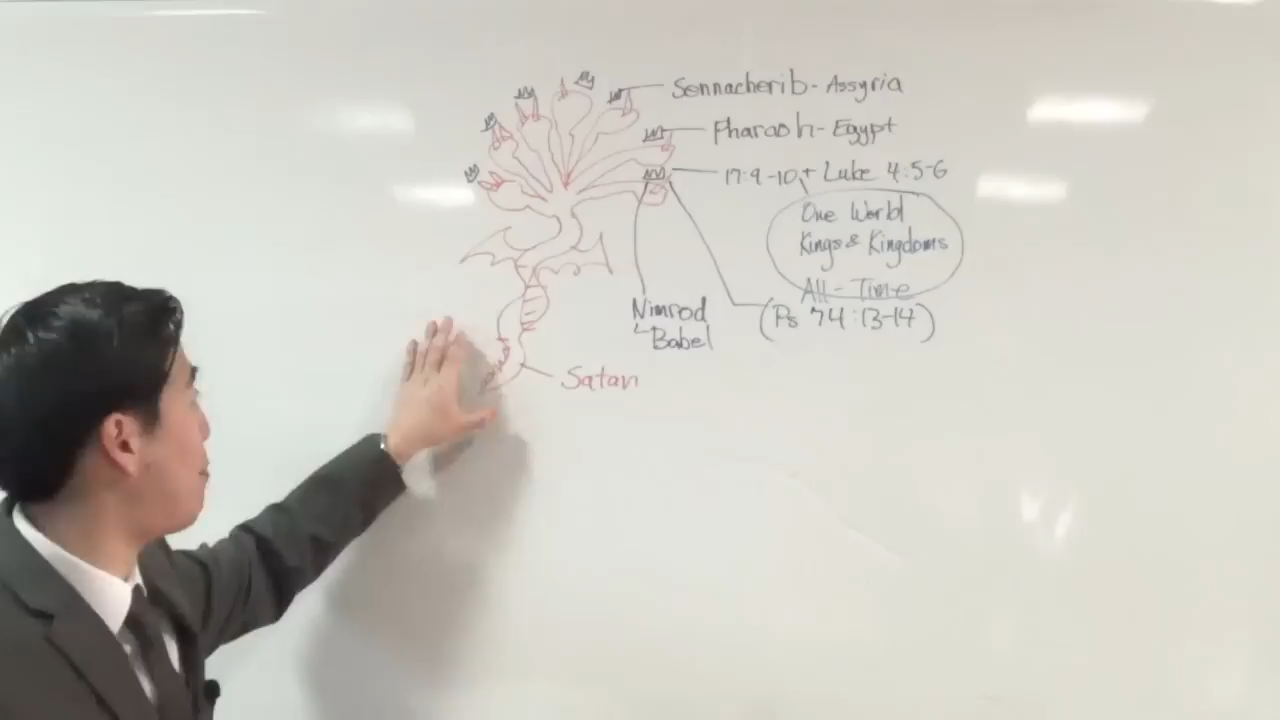 Sennacherib - Assyria
Pharaoh - Egypt
17:9-10, + Luke 4:5-6
One World
Kings & Kingdoms
All - Time
(Ps 74:13-14)
Nimrod
Babel
Satan